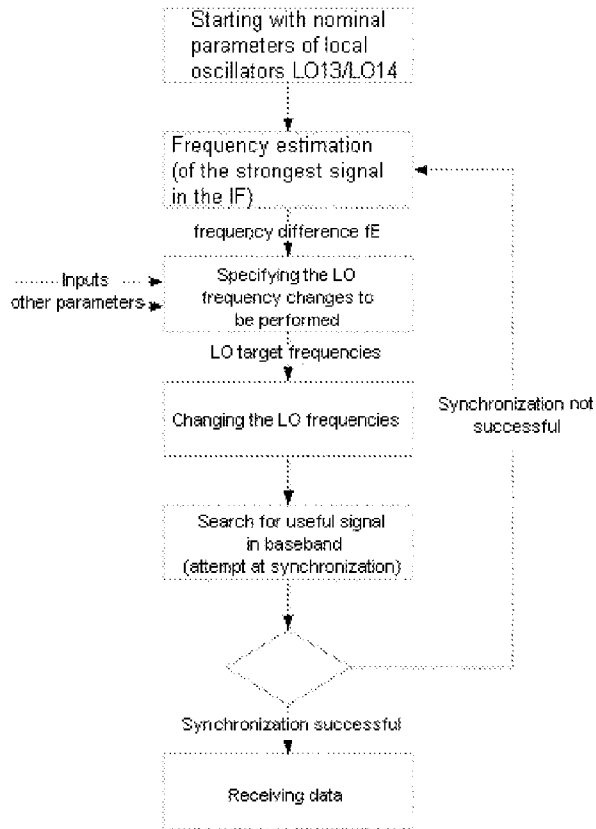 Starting with nominal
parameters of local
oscillators LO13/LO14
Frequency estimation
(of the strongest signal
in the IF)
frequency difference fE
Inputs
other parameters
Specifying the LO
frequency changes to
be performed
LO target frequencies
Changing the LO frequencies
Synchronization not
successful
Search for useful signal
in baseband
(attempt at synchronization)
Synchronization successful
Receiving data